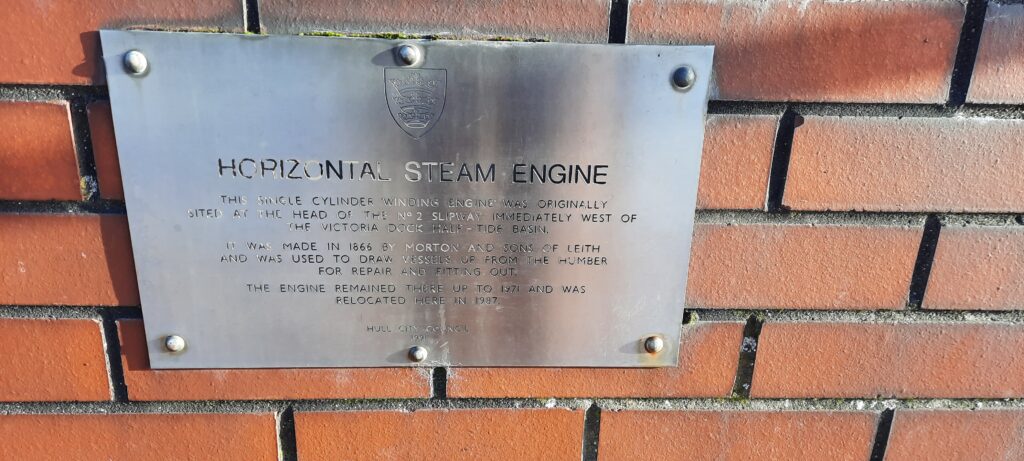 HORIZONTAL STEAM ENGINE
THIS SINGLE CYLINDER 'WINDING ENGINE' WAS ORIGINALLY
SITED AT THE HEAD OF THE Nº2 SLIPWAY IMMEDIATELY WEST OF
THE VICTORIA DOCK HALF-TIDE BASIN.
IT WAS MADE IN 1866 BY MORTON AND SONS OF LEITH
AND WAS USED TO DRAW VESSELS UP FROM THE HUMBER
FOR REPAIR AND FITTING OUT.
THE ENGINE REMAINED THERE UP TO 1971 AND WAS
RELOCATED HERE IN 1987.
HULL CITY COUNCIL